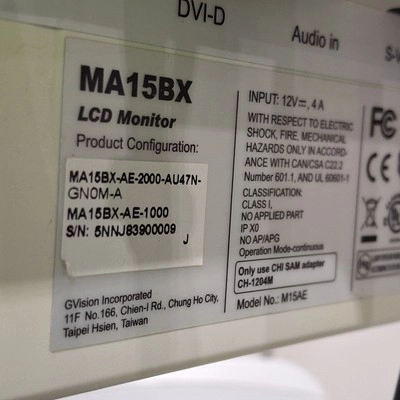 DVI-D
Audio in
MA15BX
LCD Monitor
Product Configuration:
MA15BX-AE-2000-AU47N-
GN0M-A
MA15BX-AE-1000
S/N: 5NNJ83900009
J
GVision Incorporated
11F No.166, Chien-I Rd., Chung Ho City,
Taipei Hsien, Taiwan
INPUT: 12V⎓, 4 A
WITH RESPECT TO ELECTRIC
SHOCK, FIRE, MECHANICAL
HAZARDS ONLY IN ACCORD-
ANCE WITH CAN/CSA C22.2
Number 601.1, AND UL 60601-1
CLASSIFICATION:
CLASS I,
NO APPLIED PART
IP X0
NO AP/APG
Operation Mode-continuous
Only use CHI SAM adapter
CH-1204M
Model No.: M15AE
FC
CE